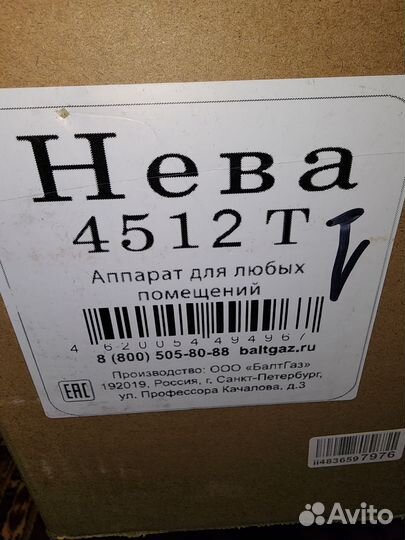 Нева
4512 T
Аппарат для любых
помещений
4 620054 494967
8 (800) 505-80-88 baltgaz.ru
Производство: ООО «БалтГаз»
192019, Россия, г. Санкт-Петербург,
ул. Профессора Качалова, д.3
EAC
ii4836597976
Avito